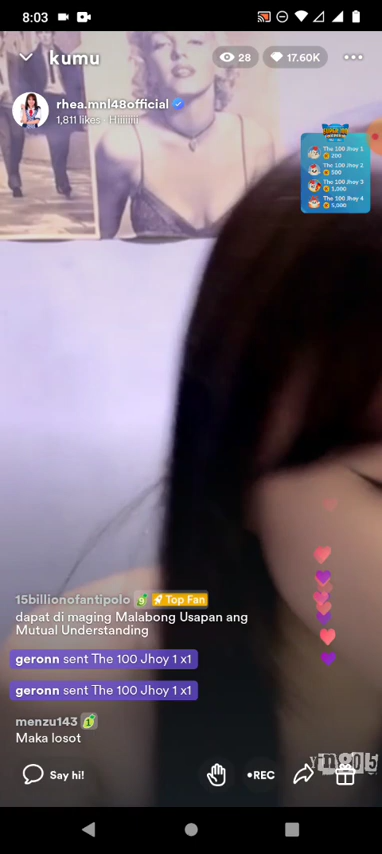 8:03
kumu
28
17.60K
rhea.mnl48official
1,811 likes · Hiiiiiiii
The 100 Jhoy 1
200
The 100 Jhoy 2
500
The 100 Jhoy 3
1,000
The 100 Jhoy 4
5,000
15billionofantipolo 9 Top Fan
dapat di maging Malabong Usapan ang
Mutual Understanding
geronn sent The 100 Jhoy 1 x1
geronn sent The 100 Jhoy 1 x1
menzu143 1
Maka losot
Say hi!
REC